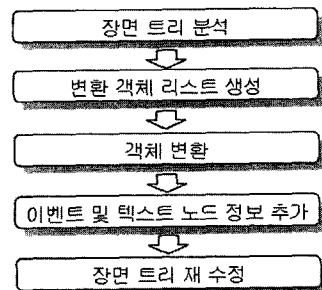 장면 트리 분석
변환 객체 리스트 생성
객체 변환
이벤트 및 텍스트 노드 정보 추가
장면 트리 재 수정